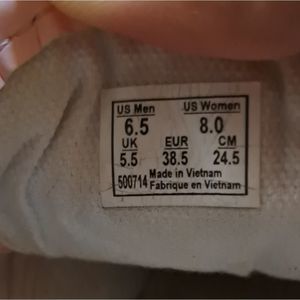 US Men US Women
6.5 8.0
UK EUR CM
5.5 38.5 24.5
500714 Made in Vietnam
Fabrique en Vietnam